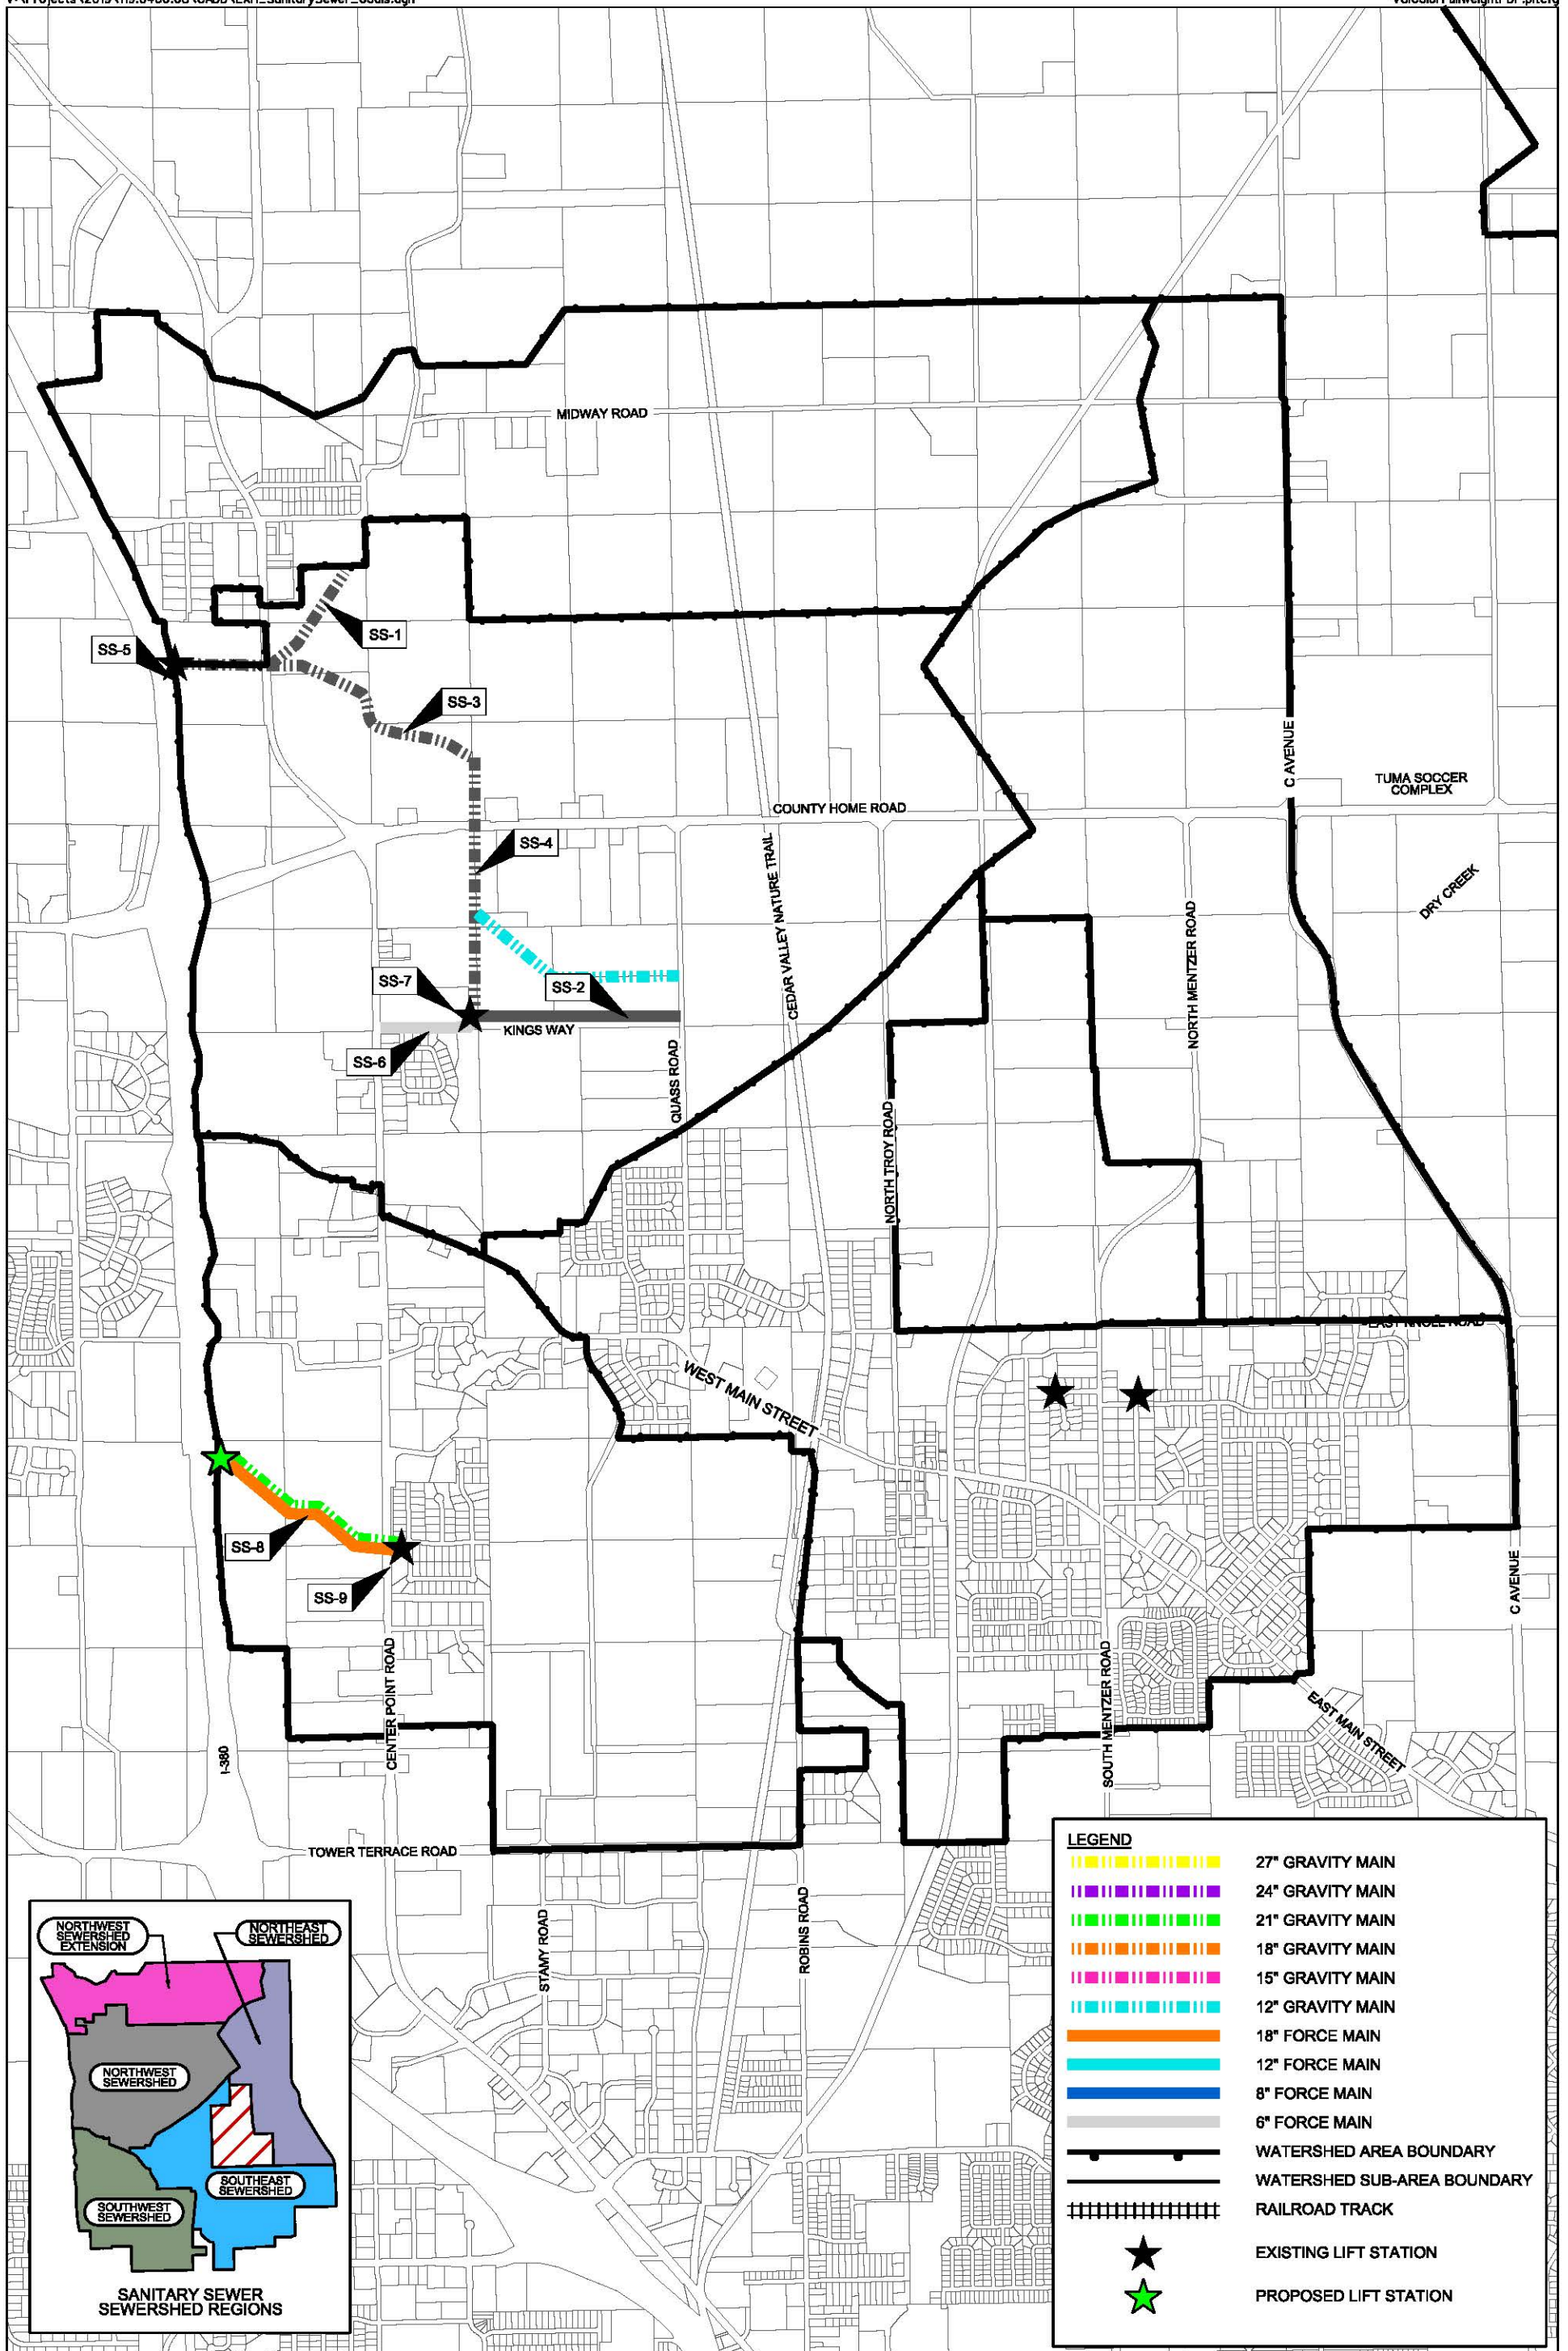 MIDWAY ROAD
SS-1
SS-5
SS-3
C AVENUE
TUMA SOCCER
COMPLEX
COUNTY HOME ROAD
SS-4
CEDAR VALLEY NATURE TRAIL
DRY CREEK
NORTH MENTZER ROAD
SS-7
SS-2
KINGS WAY
SS-6
QUASS ROAD
NORTH TROY ROAD
EAST KNOLL ROAD
WEST MAIN STREET
SS-8
SS-9
C AVENUE
CENTER POINT ROAD
SOUTH MENTZER ROAD
EAST MAIN STREET
I-380
TOWER TERRACE ROAD
STAMY ROAD
ROBINS ROAD
LEGEND
27" GRAVITY MAIN
24" GRAVITY MAIN
21" GRAVITY MAIN
18" GRAVITY MAIN
15" GRAVITY MAIN
12" GRAVITY MAIN
18" FORCE MAIN
12" FORCE MAIN
8" FORCE MAIN
6" FORCE MAIN
WATERSHED AREA BOUNDARY
WATERSHED SUB-AREA BOUNDARY
RAILROAD TRACK
EXISTING LIFT STATION
PROPOSED LIFT STATION
NORTHWEST
SEWERSHED
EXTENSION
NORTHEAST
SEWERSHED
NORTHWEST
SEWERSHED
SOUTHEAST
SEWERSHED
SOUTHWEST
SEWERSHED
SANITARY SEWER
SEWERSHED REGIONS